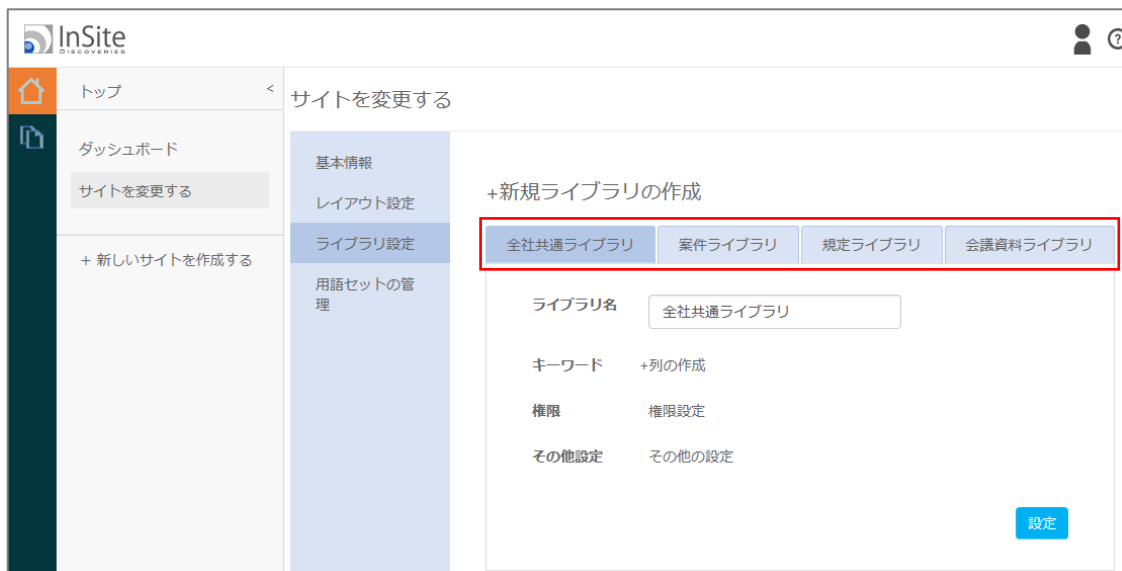 InSite
DISCOVERIES
トップ <
ダッシュボード
サイトを変更する
+ 新しいサイトを作成する
サイトを変更する
基本情報
レイアウト設定
ライブラリ設定
用語セットの管
理
+新規ライブラリの作成
全社共通ライブラリ 案件ライブラリ 規定ライブラリ 会議資料ライブラリ
ライブラリ名 全社共通ライブラリ
キーワード +列の作成
権限 権限設定
その他設定 その他の設定
設定